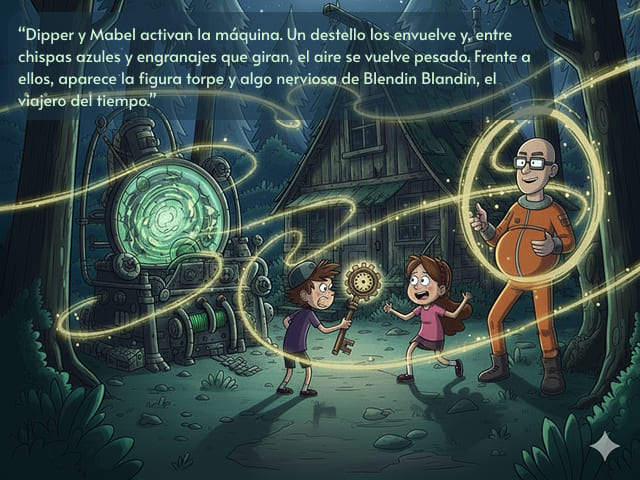 “Dipper y Mabel activan la máquina. Un destello los envuelve y, entre
chispas azules y engranajes que giran, el aire se vuelve pesado. Frente a
ellos, aparece la figura torpe y algo nerviosa de Blendin Blandin, el
viajero del tiempo.”